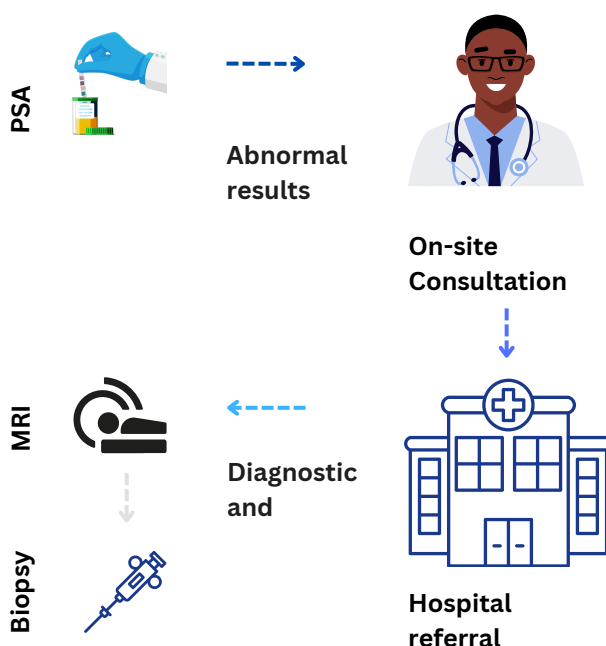 PSA
Abnormal
results
On-site
Consultation
MRI
Diagnostic
and
Biopsy
Hospital
referral